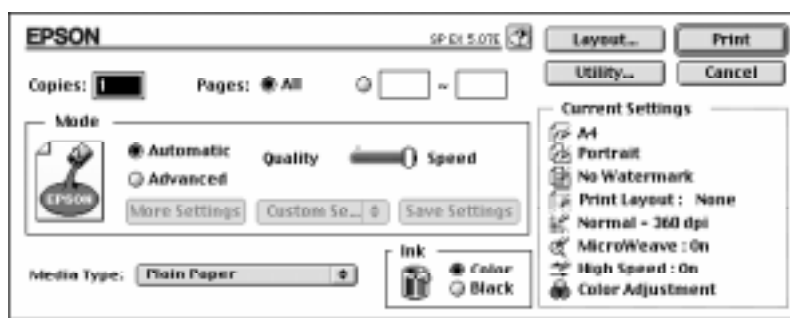 EPSON
SP EX 5.07E
Layout...
Print
Utility...
Cancel
Copies: 1
Pages: All
~
Mode
EPSON
Automatic
Advanced
Quality
Speed
More Settings
Custom Se...
Save Settings
Media Type: Plain Paper
Ink
Color
Black
Current Settings
A4
Portrait
No Watermark
Print Layout : None
Normal - 360 dpi
MicroWeave : On
High Speed : On
Color Adjustment